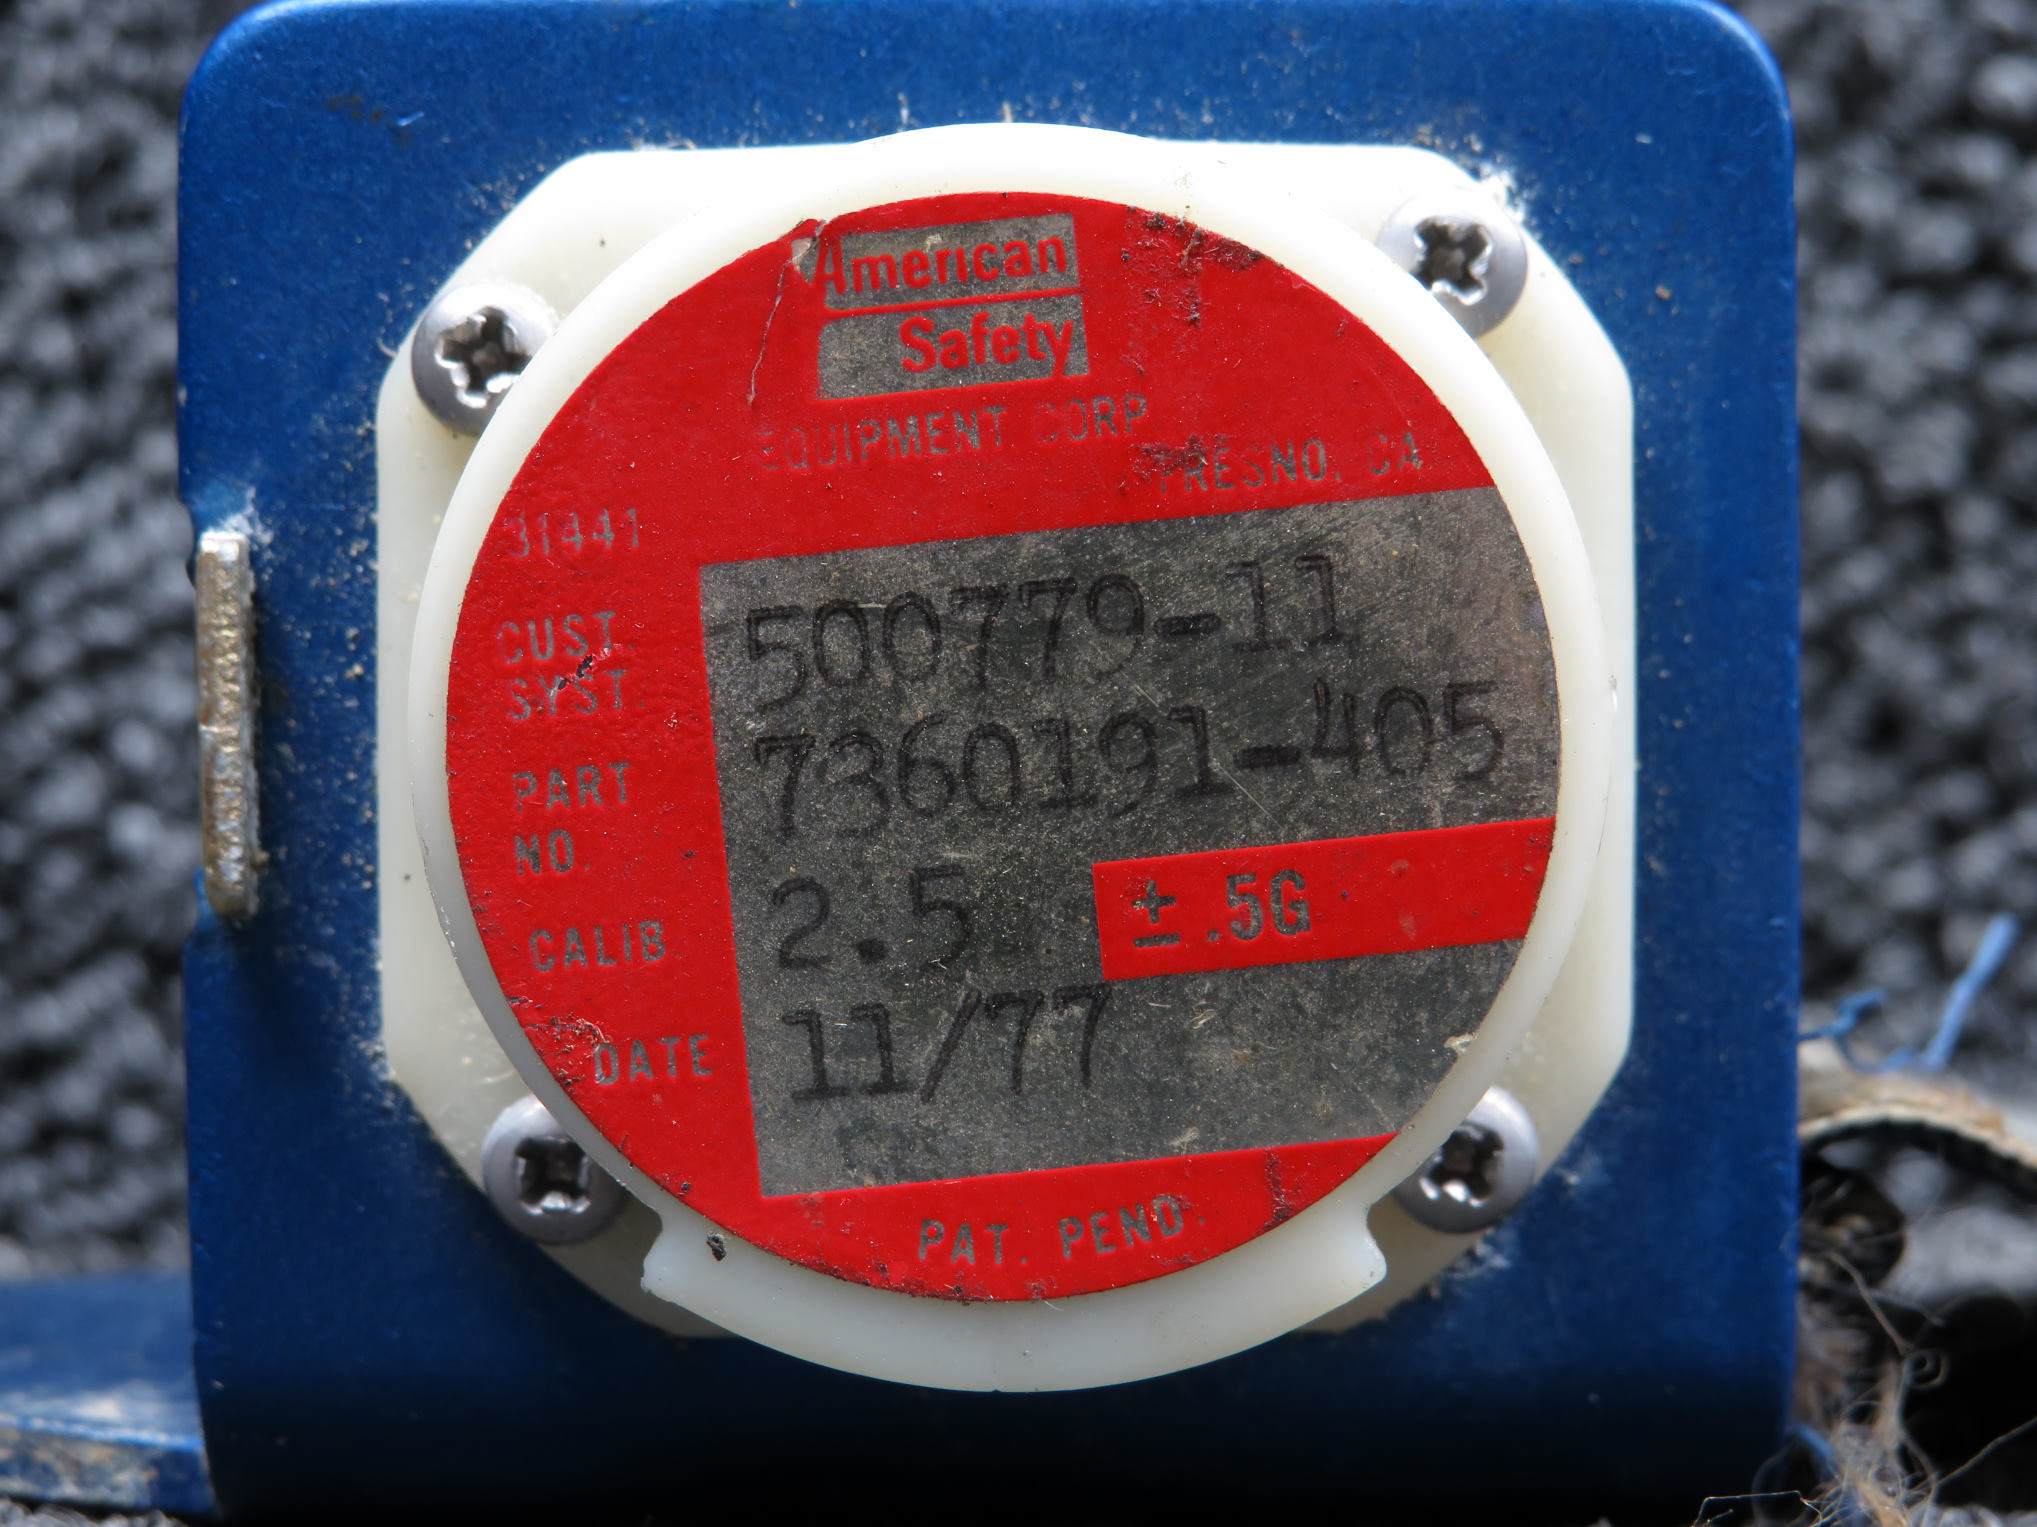 American
Safety
EQUIPMENT CORP.
FRESNO, CA.
31441
CUST. SYST. 500779-11
PART NO. 7360191-405
CALIB 2.5 ± .5G
DATE 11/77
PAT. PEND.